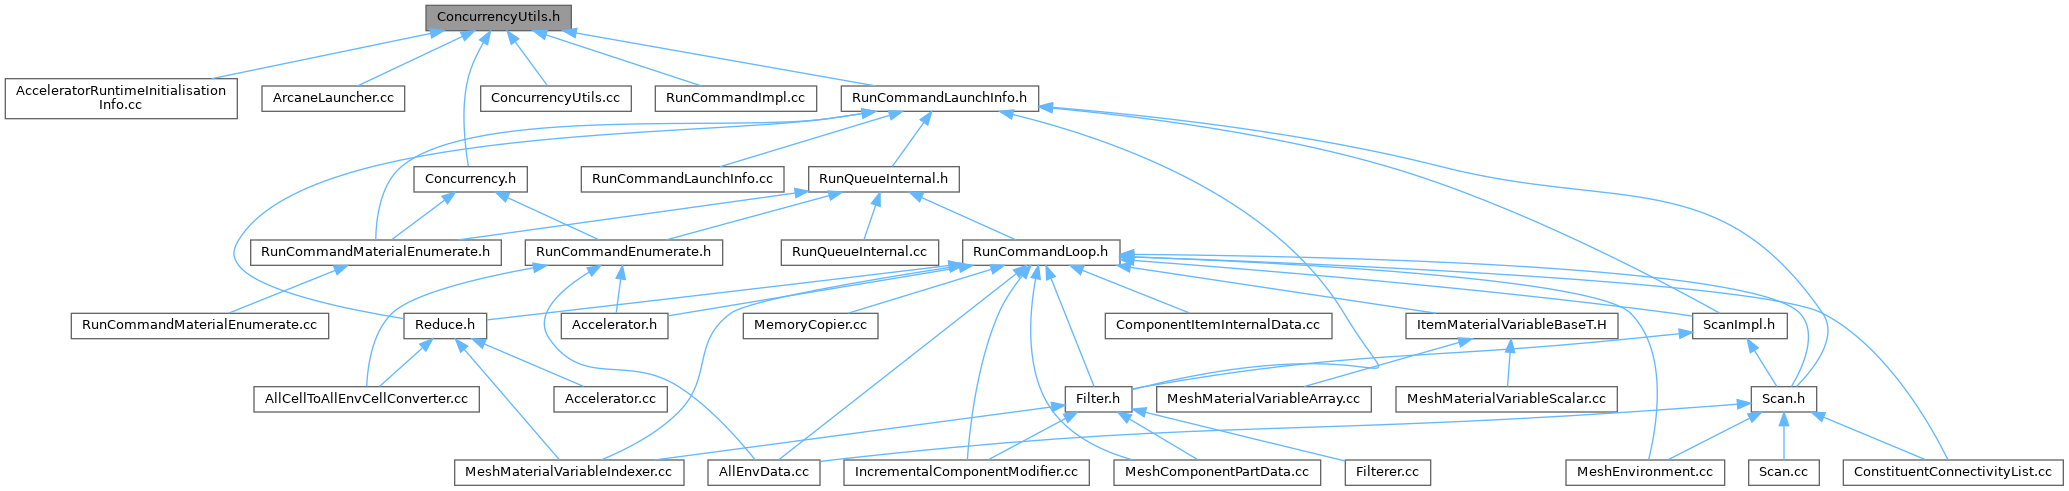 ConcurrencyUtils.h
AcceleratorRuntimeInitialisation
Info.cc
ArcaneLauncher.cc
ConcurrencyUtils.cc
RunCommandImpl.cc
RunCommandLaunchInfo.h
Concurrency.h
RunCommandLaunchInfo.cc
RunQueueInternal.h
RunCommandMaterialEnumerate.h
RunCommandEnumerate.h
RunQueueInternal.cc
RunCommandLoop.h
RunCommandMaterialEnumerate.cc
Reduce.h
Accelerator.h
MemoryCopier.cc
ComponentItemInternalData.cc
ItemMaterialVariableBaseT.H
ScanImpl.h
AllCellToAllEnvCellConverter.cc
Accelerator.cc
Filter.h
MeshMaterialVariableArray.cc
MeshMaterialVariableScalar.cc
Scan.h
MeshMaterialVariableIndexer.cc
AllEnvData.cc
IncrementalComponentModifier.cc
MeshComponentPartData.cc
Filterer.cc
MeshEnvironment.cc
Scan.cc
ConstituentConnectivityList.cc